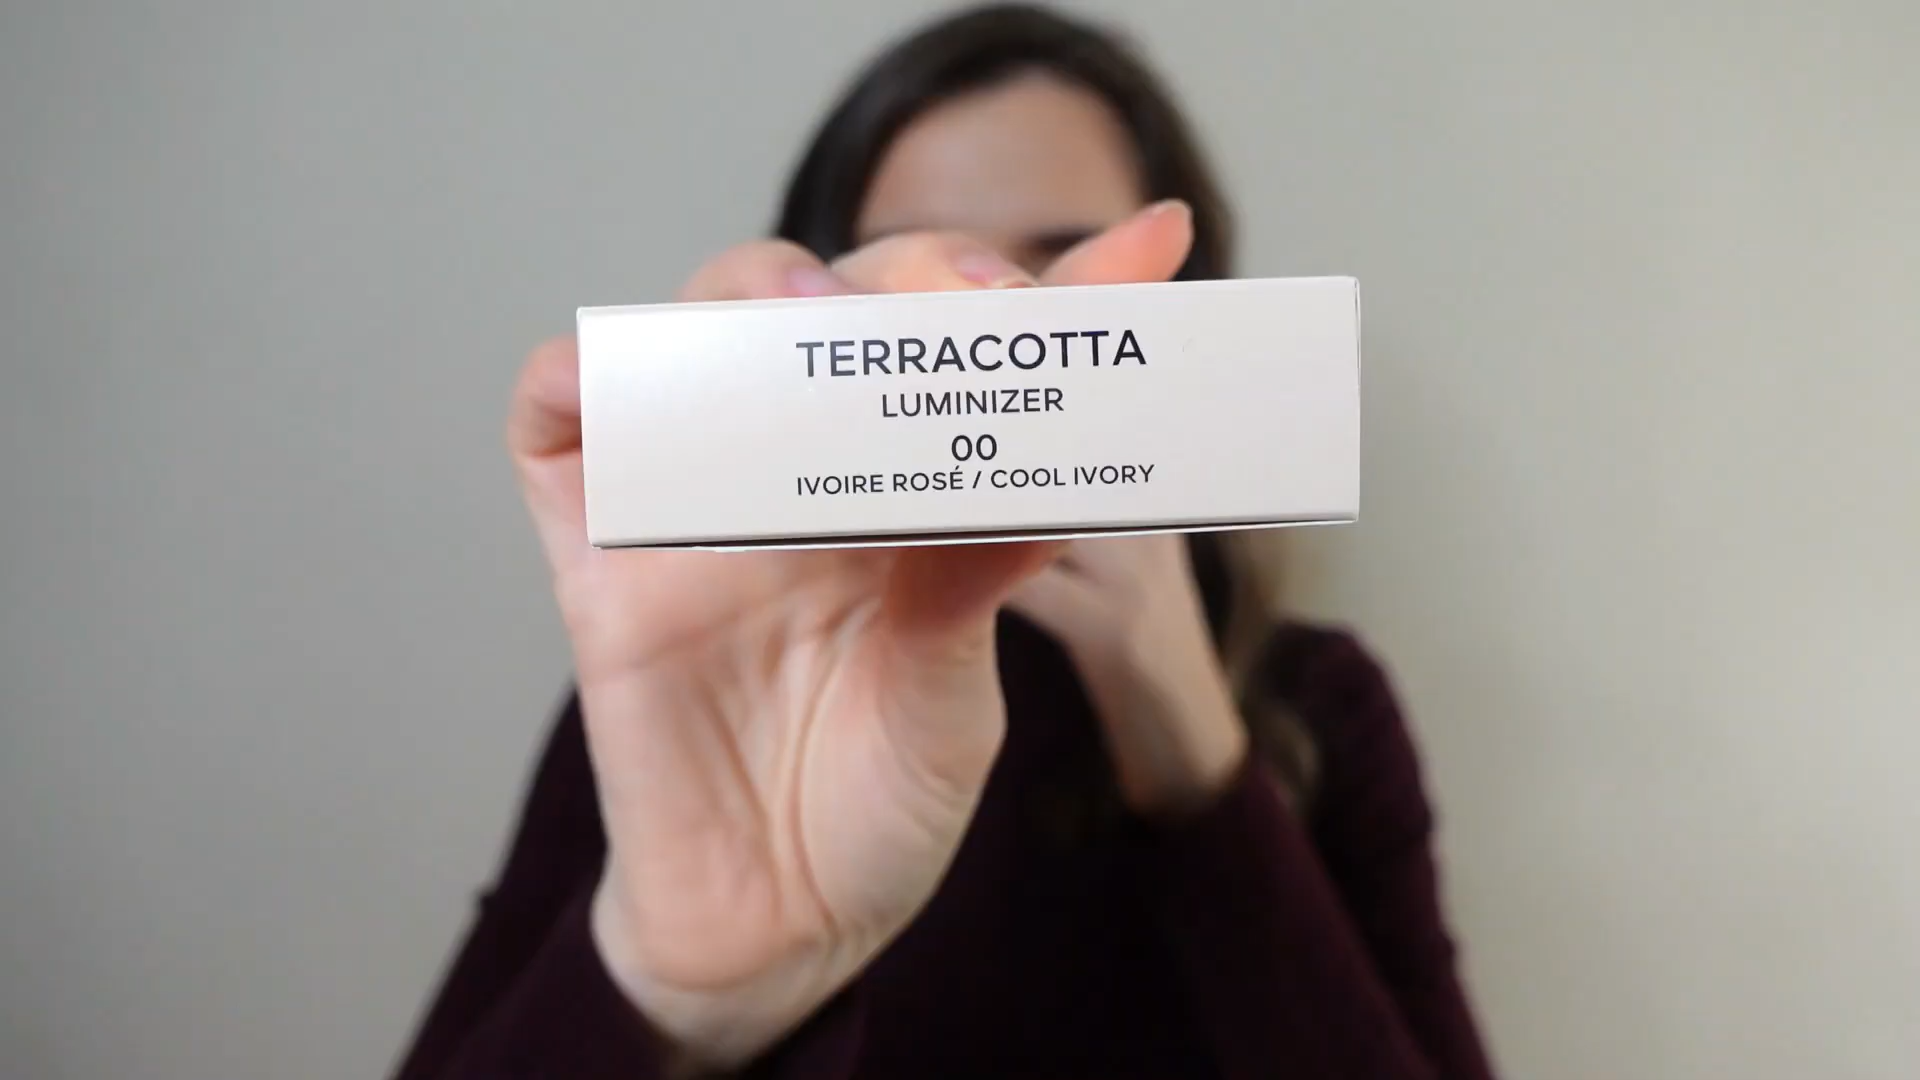 TERRACOTTA
LUMINIZER
00
IVOIRE ROSÉ / COOL IVORY